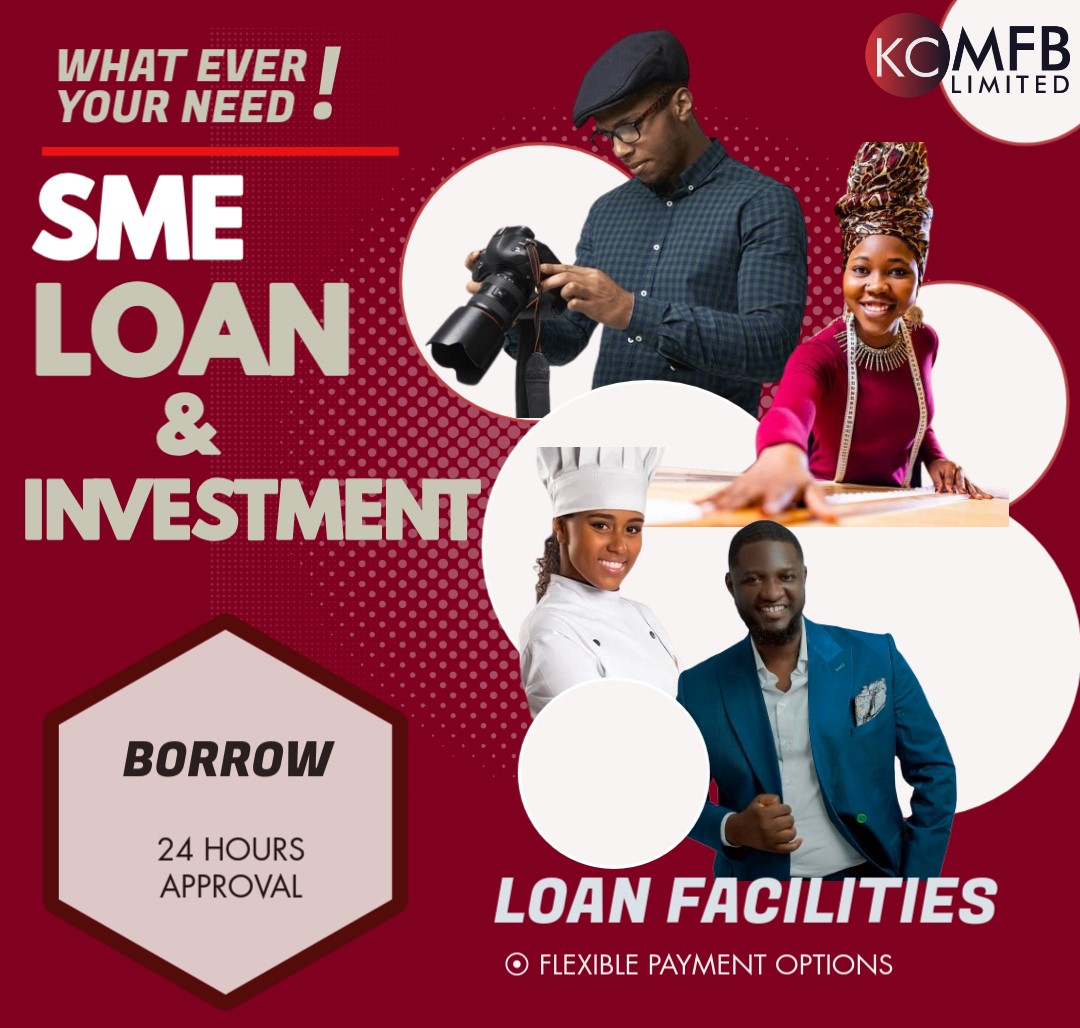 WHAT EVER
YOUR NEED !
KCMFB
LIMITED
SME
LOAN
&
INVESTMENT
BORROW
24 HOURS
APPROVAL
LOAN FACILITIES
FLEXIBLE PAYMENT OPTIONS